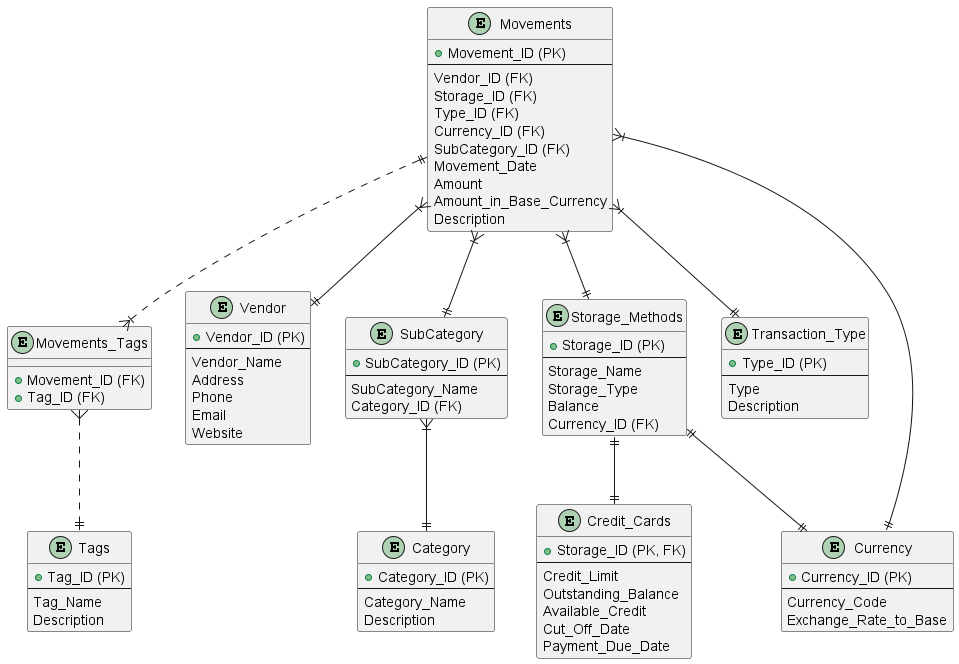 E Movements
Movement_ID (PK)
Vendor_ID (FK)
Storage_ID (FK)
Type_ID (FK)
Currency_ID (FK)
SubCategory_ID (FK)
Movement_Date
Amount
Amount_in_Base_Currency
Description
E Movements_Tags
Movement_ID (FK)
Tag_ID (FK)
E Vendor
Vendor_ID (PK)
Vendor_Name
Address
Phone
Email
Website
E SubCategory
SubCategory_ID (PK)
SubCategory_Name
Category_ID (FK)
E Storage_Methods
Storage_ID (PK)
Storage_Name
Storage_Type
Balance
Currency_ID (FK)
E Transaction_Type
Type_ID (PK)
Type
Description
E Tags
Tag_ID (PK)
Tag_Name
Description
E Category
Category_ID (PK)
Category_Name
Description
E Credit_Cards
Storage_ID (PK, FK)
Credit_Limit
Outstanding_Balance
Available_Credit
Cut_Off_Date
Payment_Due_Date
E Currency
Currency_ID (PK)
Currency_Code
Exchange_Rate_to_Base